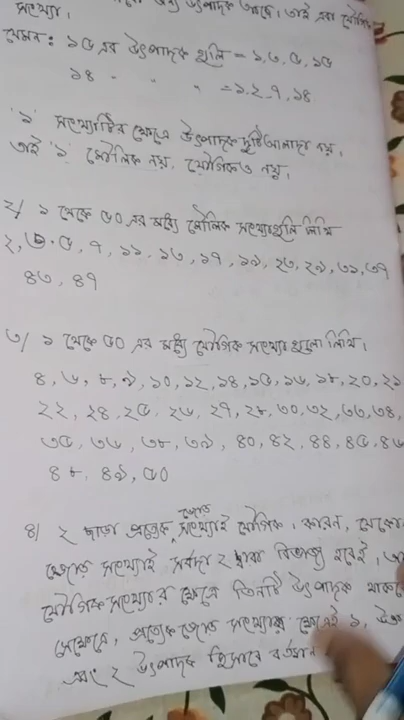 সংখ্যা।
যেমন: ১৫ এর উৎপাদক গুলি = ১, ৩, ৫, ১৫
১৪ " " " = ১, ২, ৭, ১৪
'১' সংখ্যাটির ক্ষেত্রে উৎপাদক দুটি আলাদা নয়,
তাই '১' মৌলিক নয়, যৌগিকও নয়।
২/ ১ থেকে ৫০ এর মধ্যে মৌলিক সংখ্যাগুলি লিখি
২, ৩, ৫, ৭, ১১, ১৩, ১৭, ১৯, ২৩, ২৯, ৩১, ৩৭
৪৩, ৪৭
৩/ ১ থেকে ৫০ এর মধ্যে যৌগিক সংখ্যাগুলো লিখি।
৪, ৬, ৮, ৯, ১০, ১২, ১৪, ১৫, ১৬, ১৮, ২০, ২১
২২, ২৪, ২৫, ২৬, ২৭, ২৮, ৩০, ৩২, ৩৩, ৩৪,
৩৫, ৩৬, ৩৮, ৩৯, ৪০, ৪২, ৪৪, ৪৫, ৪৬
৪৮, ৪৯, ৫০
৪/ ২ ছাড়া প্রত্যেক জোড় সংখ্যাই যৌগিক। কারণ,
জোড় সংখ্যাই সর্বদা ২ দ্বারা বিভাজ্য হবেই,
যৌগিক সংখ্যার ক্ষেত্রে তিনটি উৎপাদক
সেক্ষেত্রে, প্রত্যেক জোড় সংখ্যার ক্ষেত্রেই ১,
এবং ২ উৎপাদক হিসাবে বর্তমান